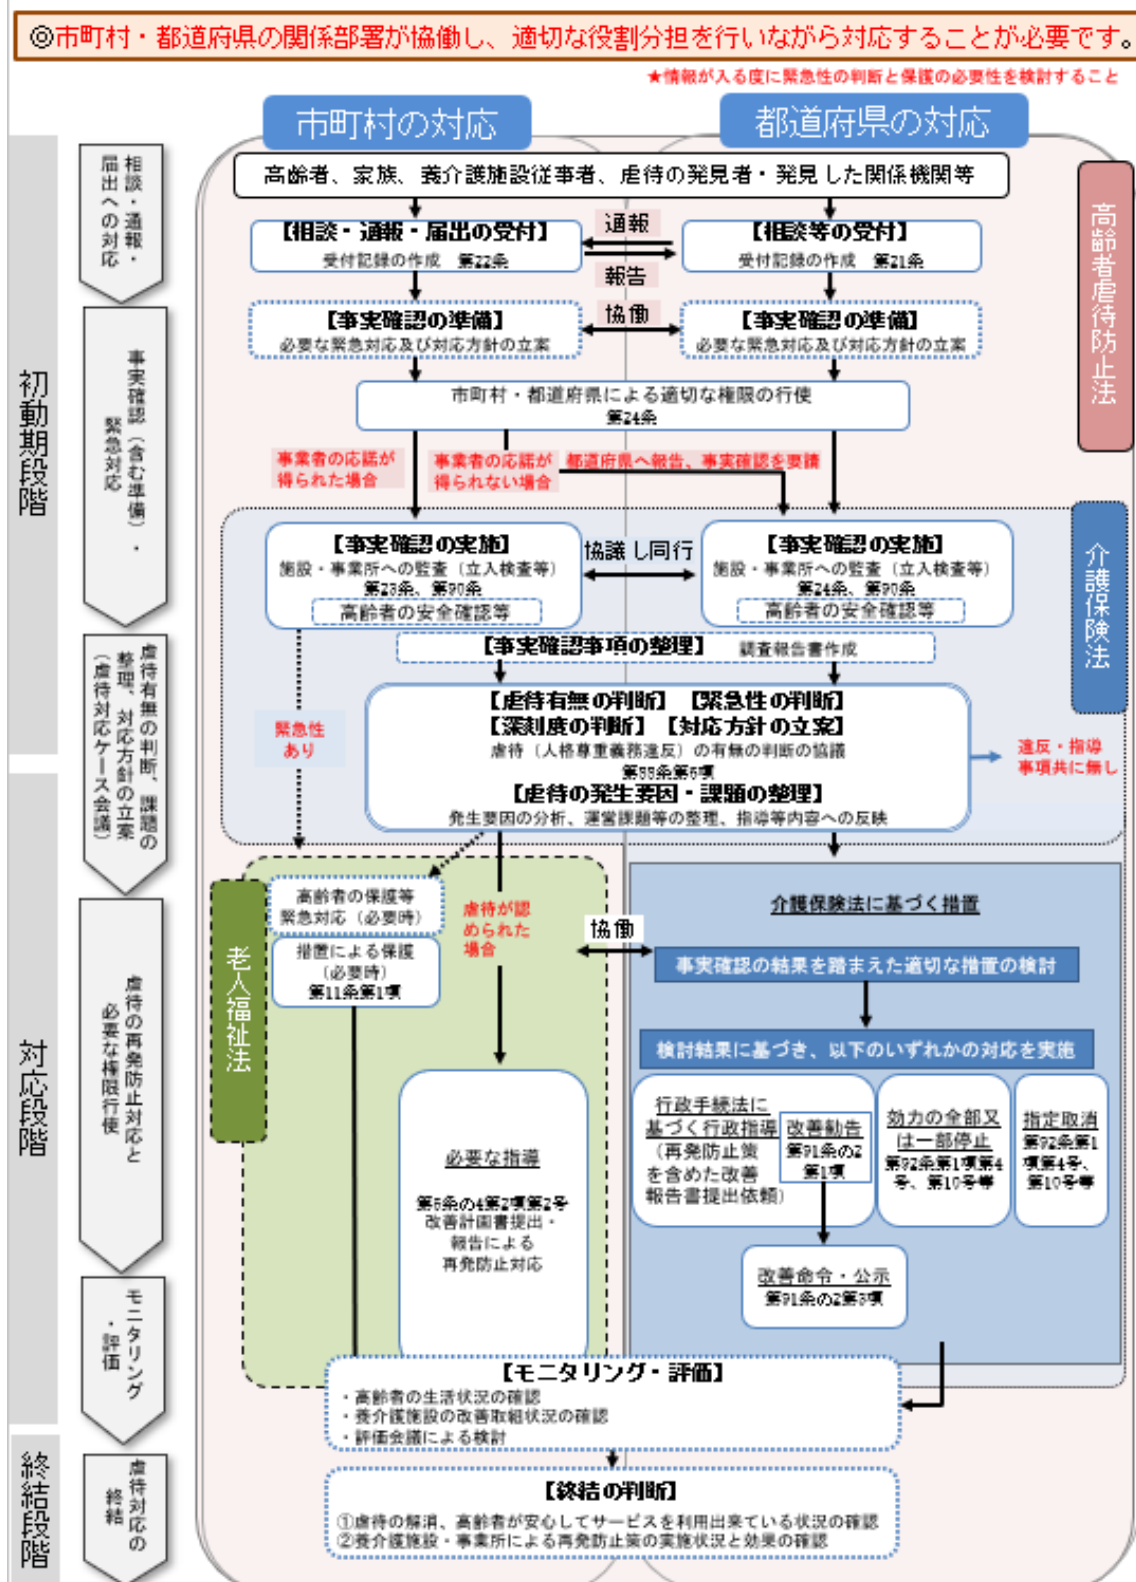 ◎市町村・都道府県の関係部署が協働し、適切な役割分担を行いながら対応することが必要です。
★情報が入る度に緊急性の判断と保護の必要性を検討すること
市町村の対応
都道府県の対応
初動期段階
対応段階
終結段階
相談・通報・
届出への対応
事実確認（含む準備）・
緊急対応
虐待有無の判断、課題の
整理、対応方針の立案
（虐待対応ケース会議）
虐待の再発防止対応と
必要な権限行使
モニタリング
・評価
虐待対応の
終結
高齢者虐待防止法
介護保険法
老人福祉法
高齢者、家族、養介護施設従事者、虐待の発見者・発見した関係機関等
【相談・通報・届出の受付】
受付記録の作成　第22条
通報
報告
【相談等の受付】
受付記録の作成　第21条
【事実確認の準備】
必要な緊急対応及び対応方針の立案
協働
【事実確認の準備】
必要な緊急対応及び対応方針の立案
市町村・都道府県による適切な権限の行使
第24条
事業者の応諾が
得られた場合
事業者の応諾が
得られない場合
都道府県へ報告、事実確認を要請
【事実確認の実施】
施設・事業所への監査（立入検査等）
第23条、第90条
高齢者の安全確認等
協議し同行
【事実確認の実施】
施設・事業所への監査（立入検査等）
第24条、第90条
高齢者の安全確認等
【事実確認事項の整理】　調査報告書作成
緊急性
あり
【虐待有無の判断】【緊急性の判断】
【深刻度の判断】【対応方針の立案】
虐待（人格尊重義務違反）の有無の判断の協議
【虐待の発生要因・課題の整理】
発生要因の分析、運営課題等の整理、指導等内容への反映
違反・指導
事項共に無し
高齢者の保護等
緊急対応（必要時）
措置による保護
（必要時）
第11条第1項
虐待が認
められた
場合
協働
必要な指導
第5条の4第2項第2号
改善計画書提出・
報告による
再発防止対応
介護保険法に基づく措置
事実確認の結果を踏まえた適切な措置の検討
検討結果に基づき、以下のいずれかの対応を実施
行政手続法に
基づく行政指導
（再発防止策
を含めた改善
報告書提出依頼）
改善勧告
第91条の2
第1項
効力の全部又
は一部停止
第92条第1項第4
号、第10号等
指定取消
第92条第1
項第4号、
第10号等
改善命令・公示
第91条の2第3項
【モニタリング・評価】
・高齢者の生活状況の確認
・養介護施設の改善取組状況の確認
・評価会議による検討
【終結の判断】
①虐待の解消、高齢者が安心してサービスを利用出来ている状況の確認
②養介護施設・事業所による再発防止策の実施状況と効果の確認